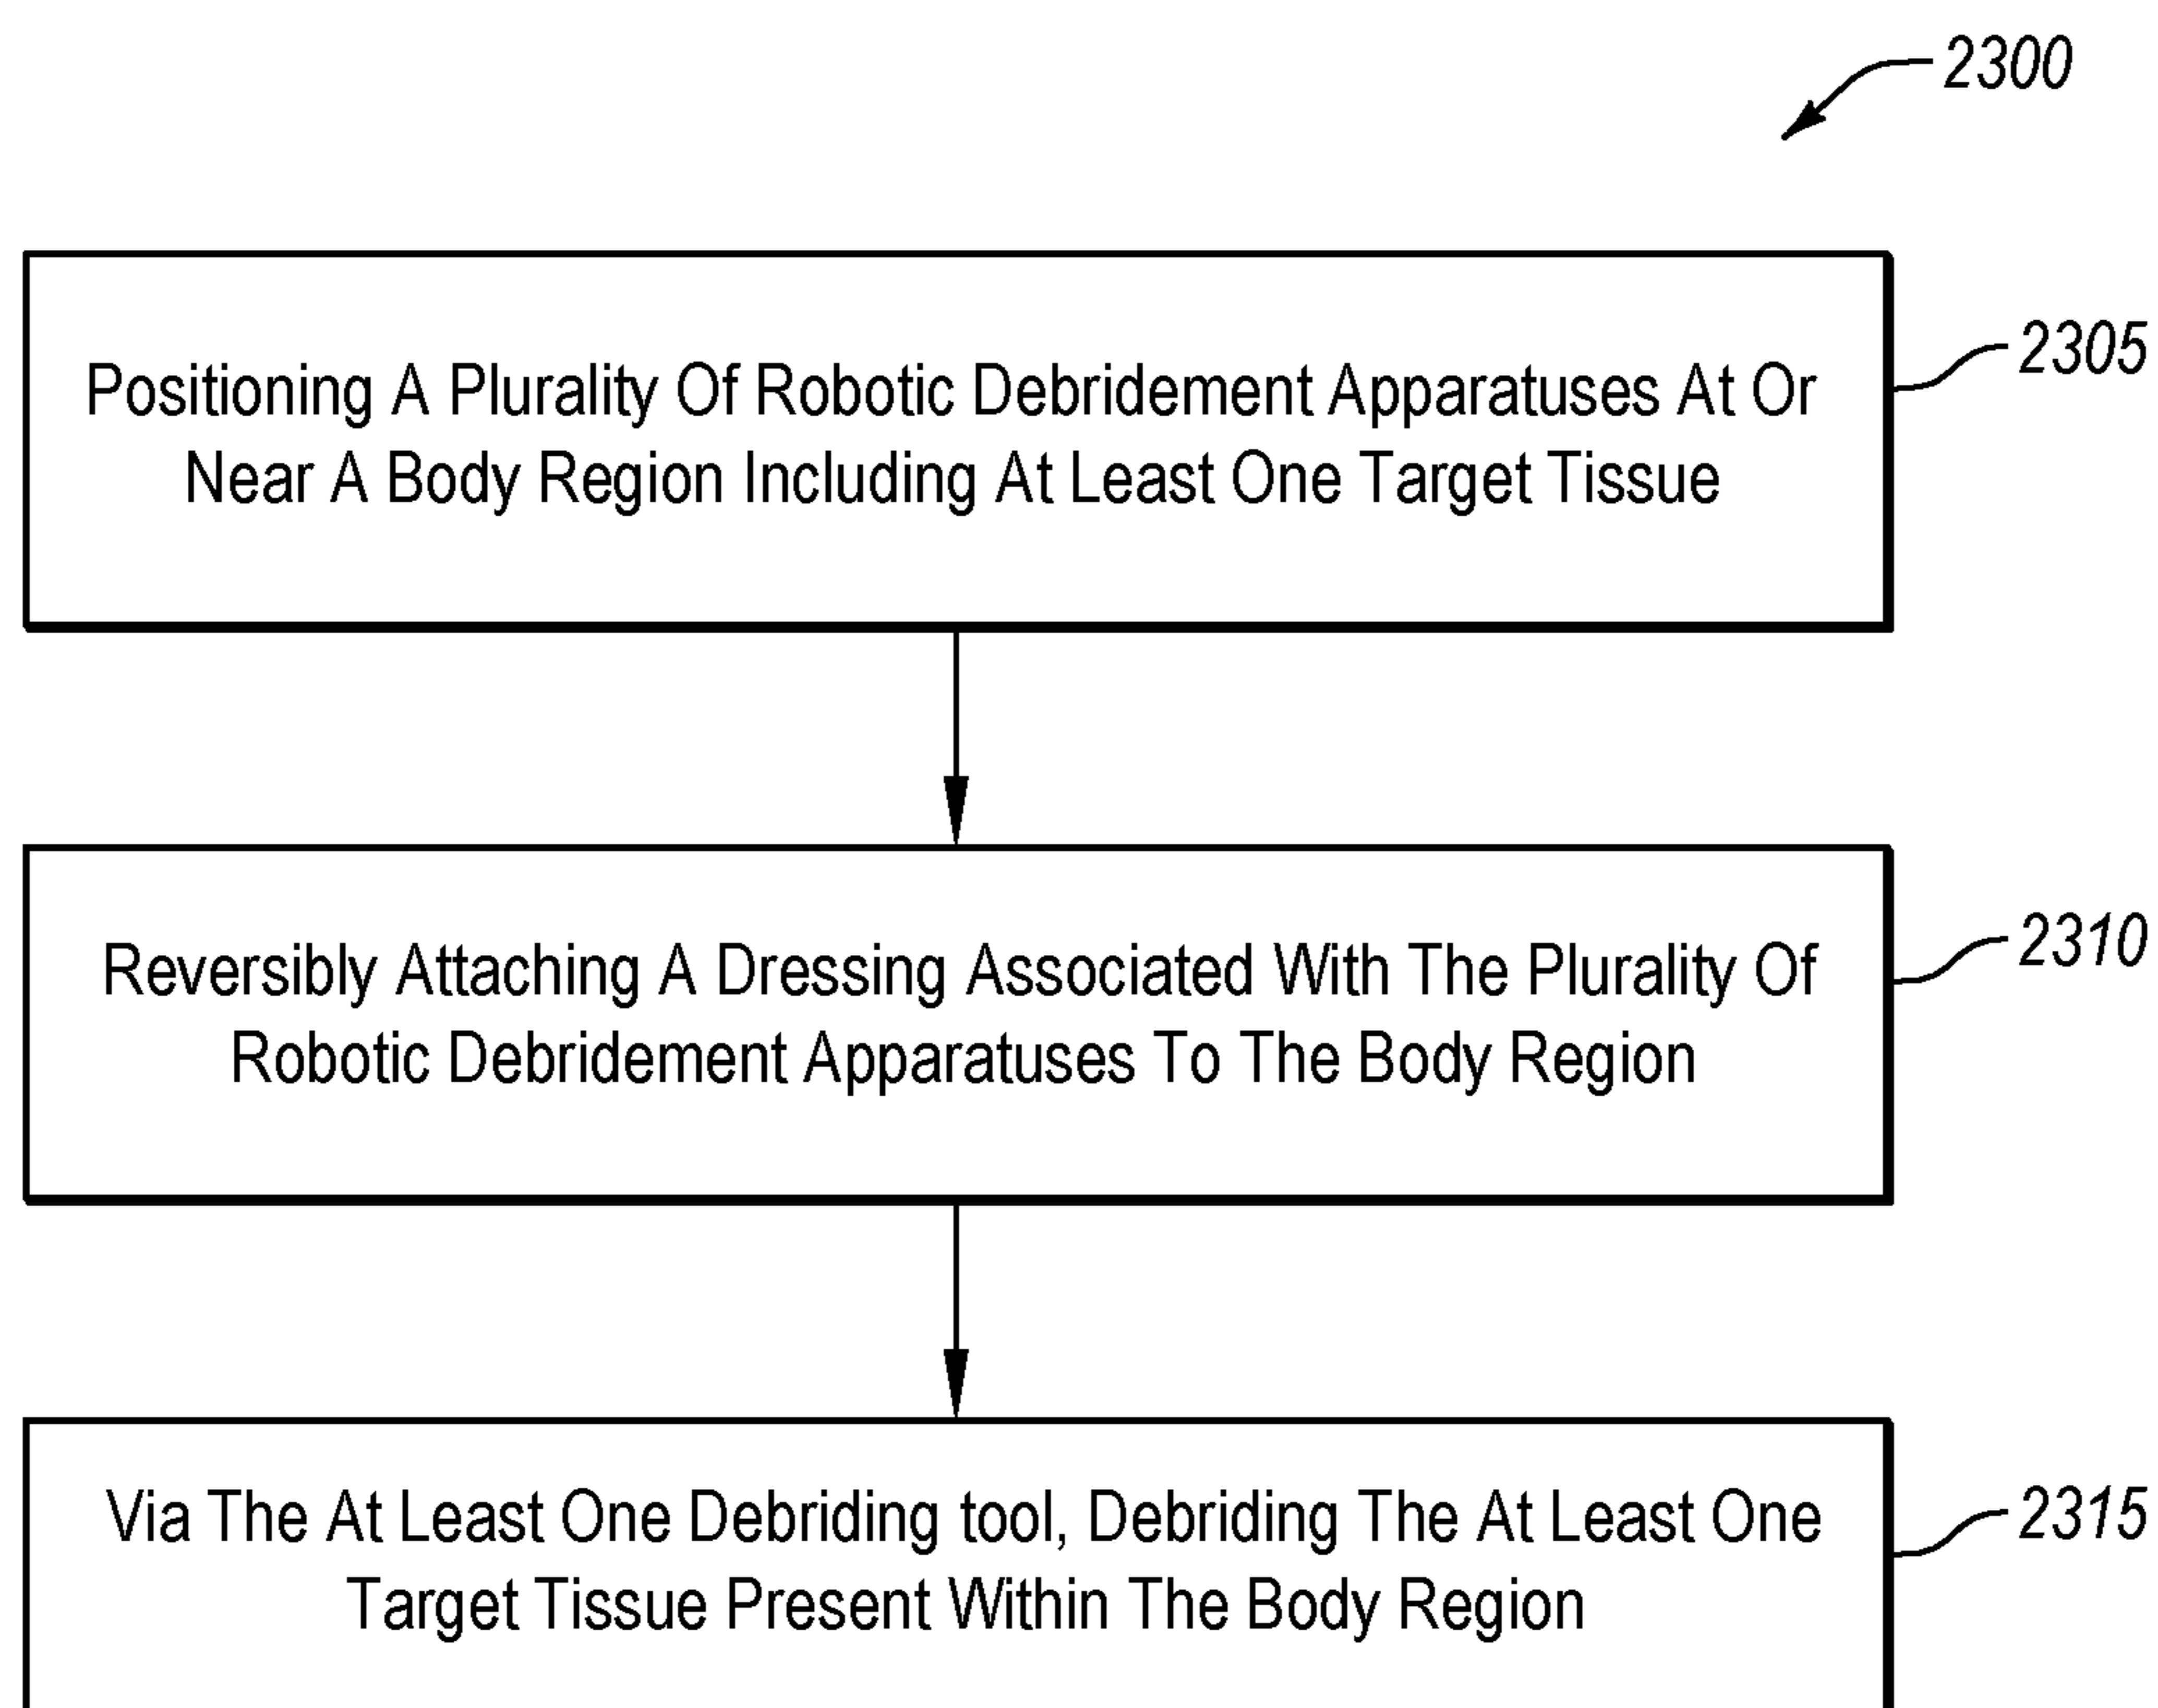 2300
Positioning A Plurality Of Robotic Debridement Apparatuses At Or
Near A Body Region Including At Least One Target Tissue
2305
Reversibly Attaching A Dressing Associated With The Plurality Of
Robotic Debridement Apparatuses To The Body Region
2310
Via The At Least One Debriding tool, Debriding The At Least One
Target Tissue Present Within The Body Region
2315